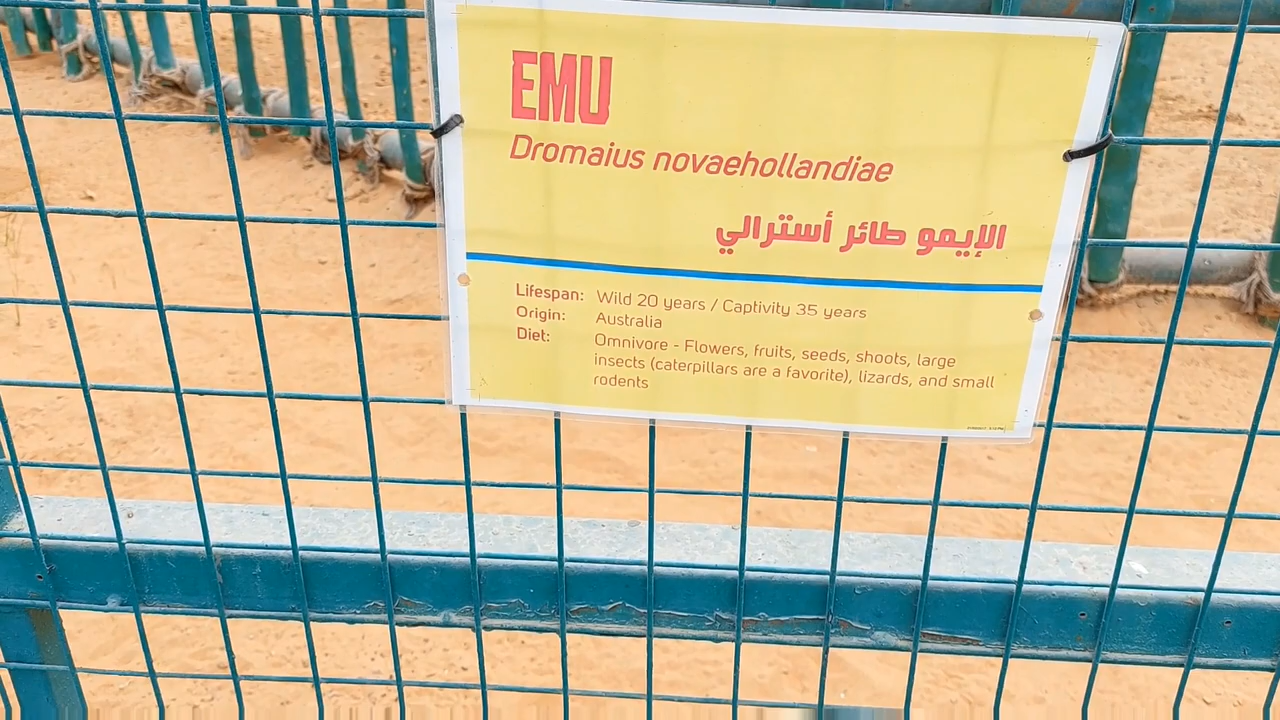 EMU
Dromaius novaehollandiae
الإيمو طائر أسترالي
Lifespan: Wild 20 years / Captivity 35 years
Origin: Australia
Diet: Omnivore - Flowers, fruits, seeds, shoots, large
insects (caterpillars are a favorite), lizards, and small
rodents